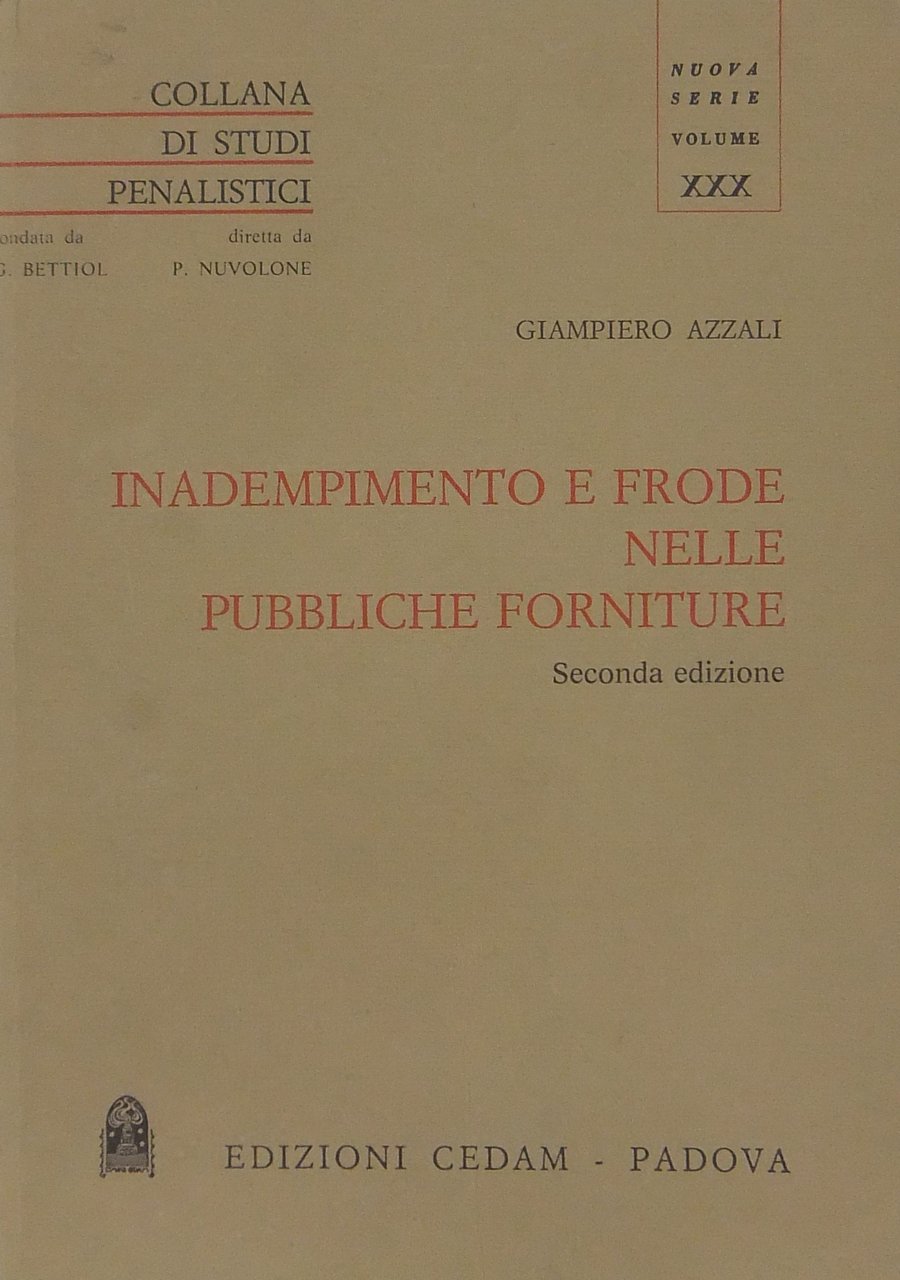 COLLANA
DI STUDI
PENALISTICI
ondata da diretta da
G. BETTIOL P. NUVOLONE
NUOVA
SERIE
VOLUME
XXX
GIAMPIERO AZZALI
INADEMPIMENTO E FRODE
NELLE
PUBBLICHE FORNITURE
Seconda edizione
EDIZIONI CEDAM - PADOVA